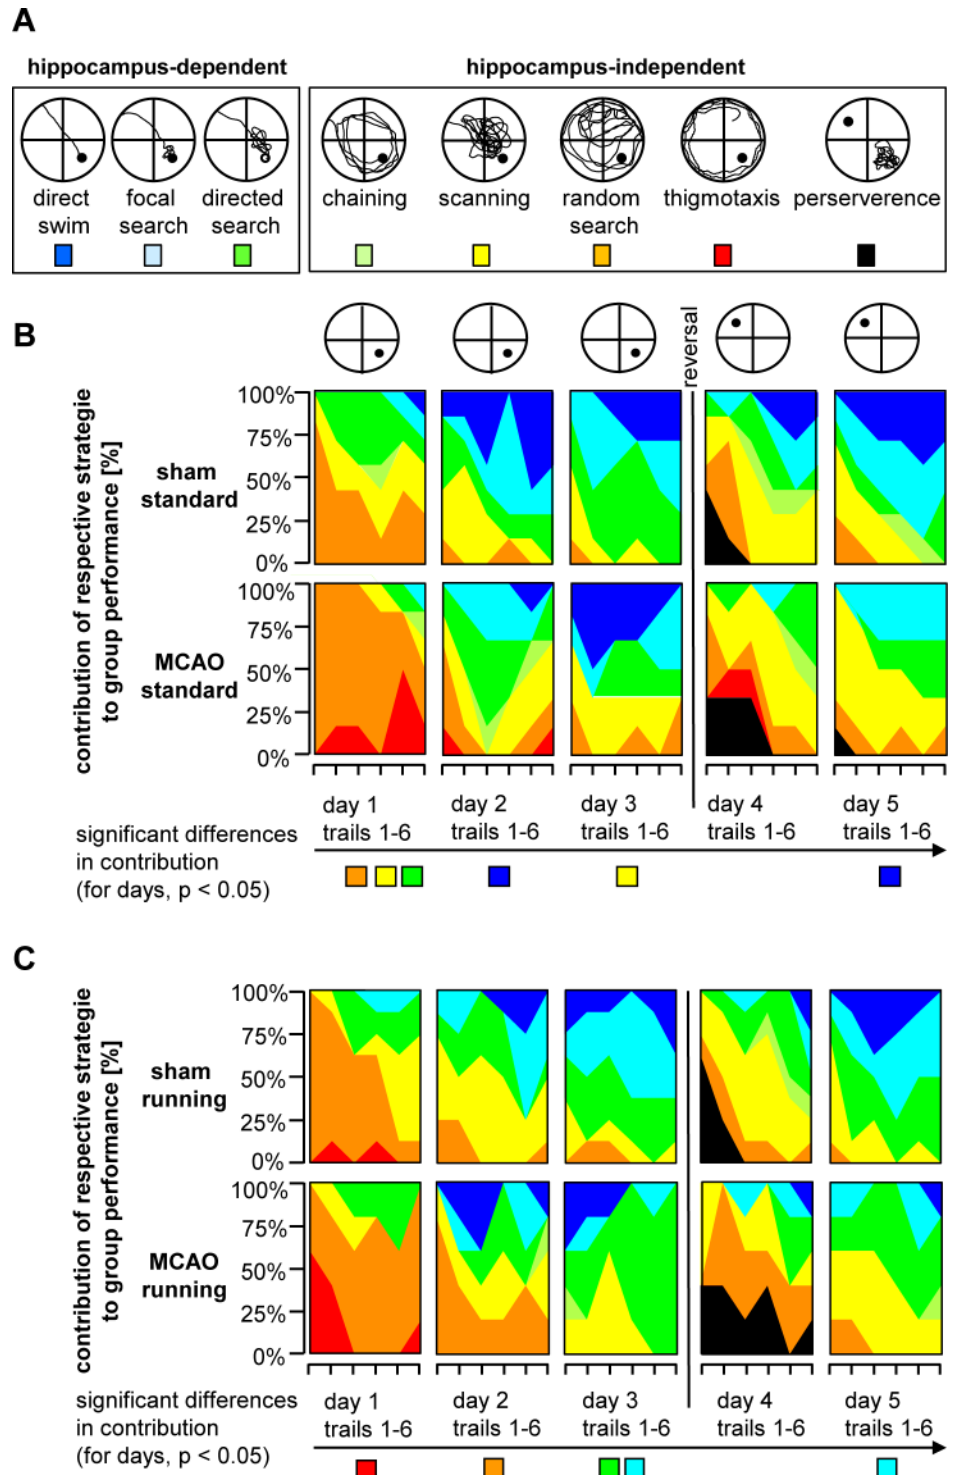 A
hippocampus-dependent
hippocampus-independent
direct swim
focal search
directed search
chaining
scanning
random search
thigmotaxis
perserverence
B
reversal
contribution of respective strategie
to group performance [%]
sham
standard
100%
75%
50%
25%
0%
MCAO
standard
100%
75%
50%
25%
0%
day 1
trails 1-6
day 2
trails 1-6
day 3
trails 1-6
day 4
trails 1-6
day 5
trails 1-6
significant differences
in contribution
(for days, p < 0.05)
C
contribution of respective strategie
to group performance [%]
sham
running
100%
75%
50%
25%
0%
MCAO
running
100%
75%
50%
25%
0%
day 1
trails 1-6
day 2
trails 1-6
day 3
trails 1-6
day 4
trails 1-6
day 5
trails 1-6
significant differences
in contribution
(for days, p < 0.05)